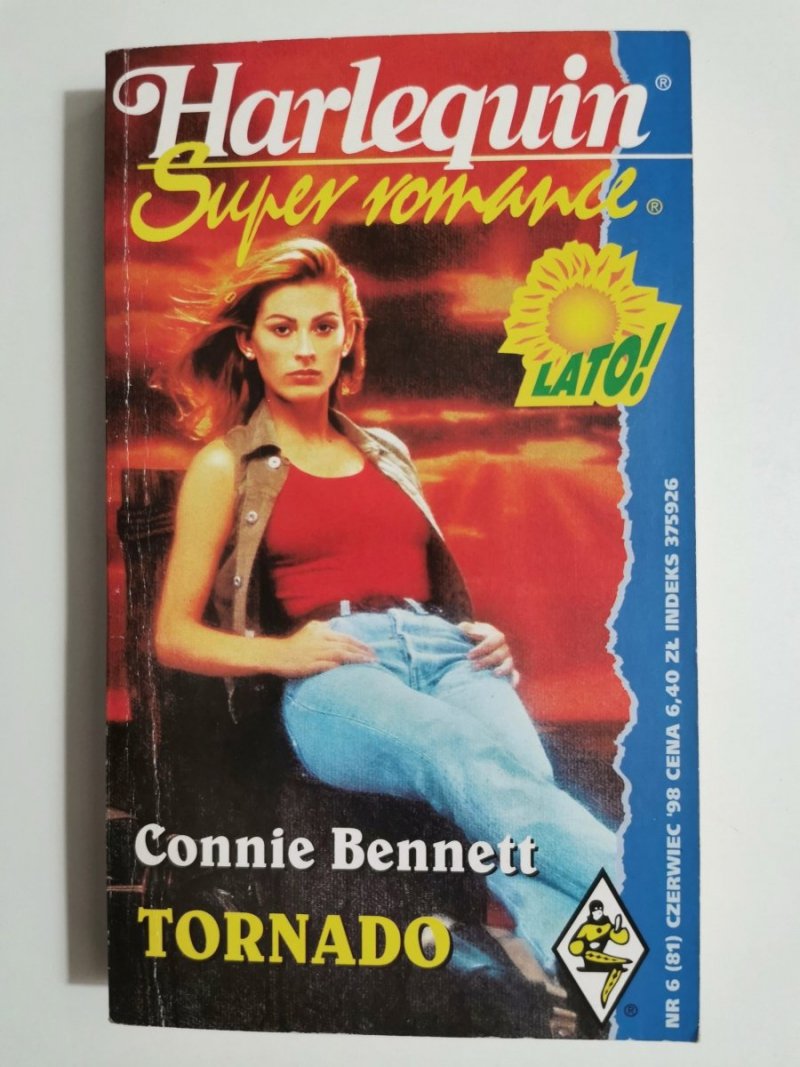 Harlequin®
Super romance®
LATO!
Connie Bennett
TORNADO
®
NR 6 (81) CZERWIEC '98 CENA 6,40 ZŁ INDEKS 375926